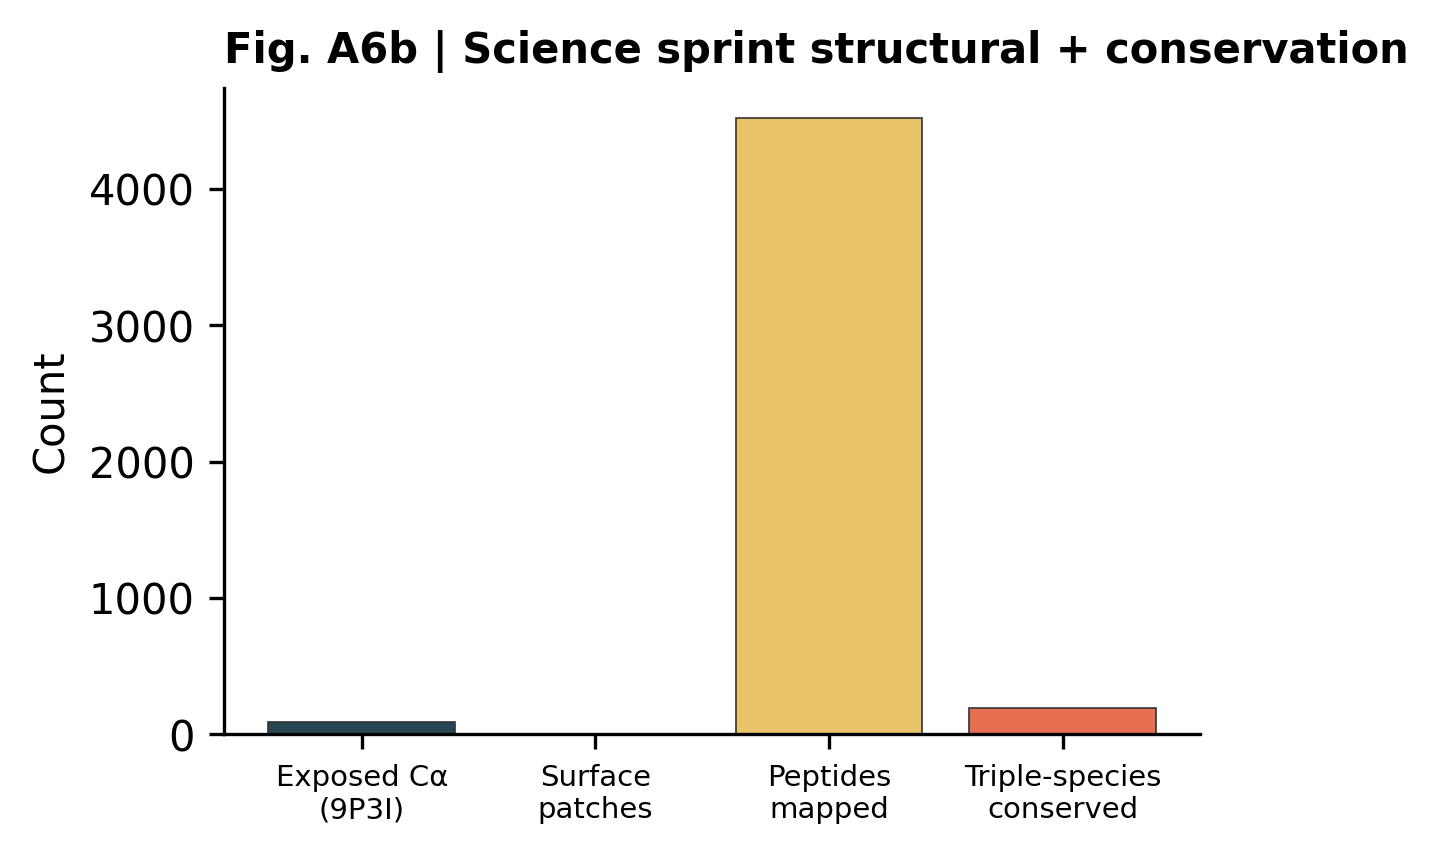 Fig. A6b | Science sprint structural + conservation
Count
4000
3000
2000
1000
0
Exposed Cα
(9P3I)
Surface
patches
Peptides
mapped
Triple-species
conserved